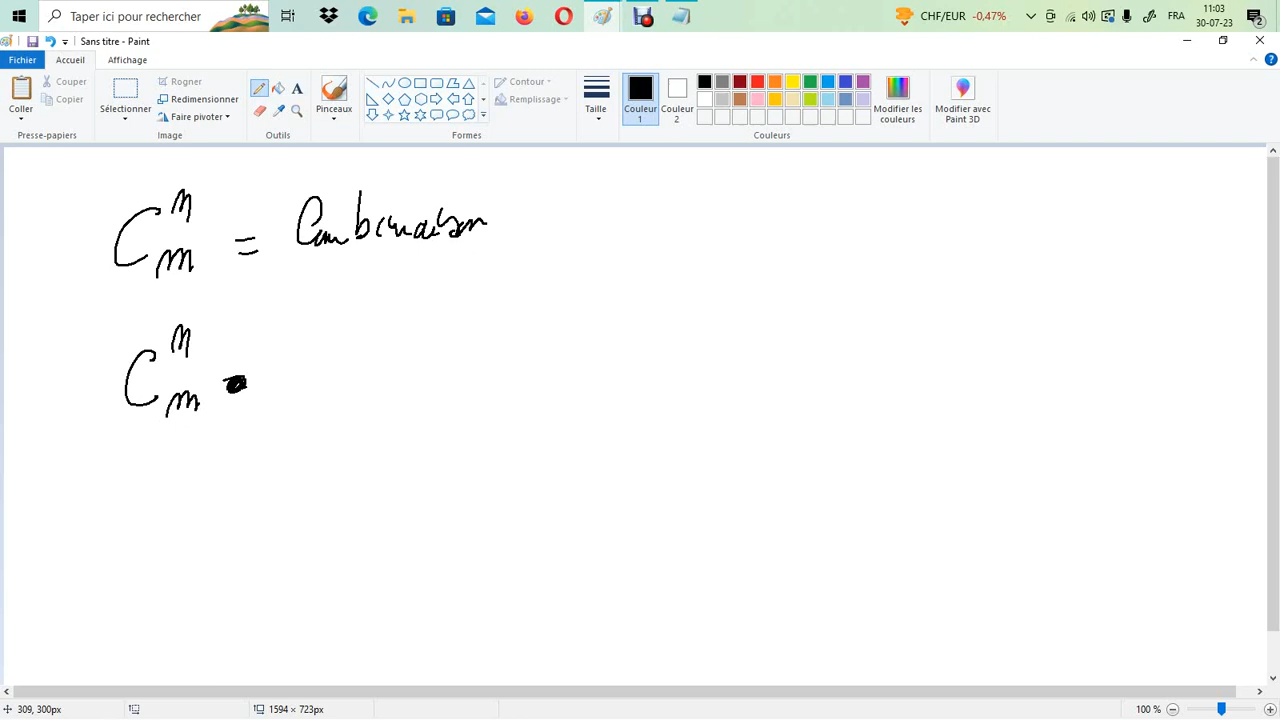 Taper ici pour rechercher CHF/EUR -0,47% FRA 11:03 30-07-23 2
Sans titre - Paint
Fichier Accueil Affichage
Coller Couper Copier Presse-papiers
Sélectionner Rogner Redimensionner Faire pivoter Image
Outils
Pinceaux
Contour Remplissage Formes
Taille
Couleur 1 Couleur 2 Modifier les couleurs Couleurs
Modifier avec Paint 3D
C n m = Combinaison
C n m =
309, 300px 1594 × 723px 100 %